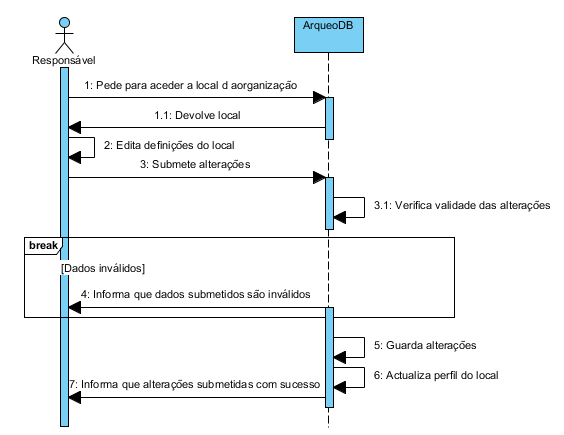 ArqueoDB
Responsável
1: Pede para aceder a local d aorganização
1.1: Devolve local
2: Edita definições do local
3: Submete alterações
3.1: Verifica validade das alterações
break
[Dados inválidos]
4: Informa que dados submetidos são inválidos
5: Guarda alterações
6: Actualiza perfil do local
7: Informa que alterações submetidas com sucesso